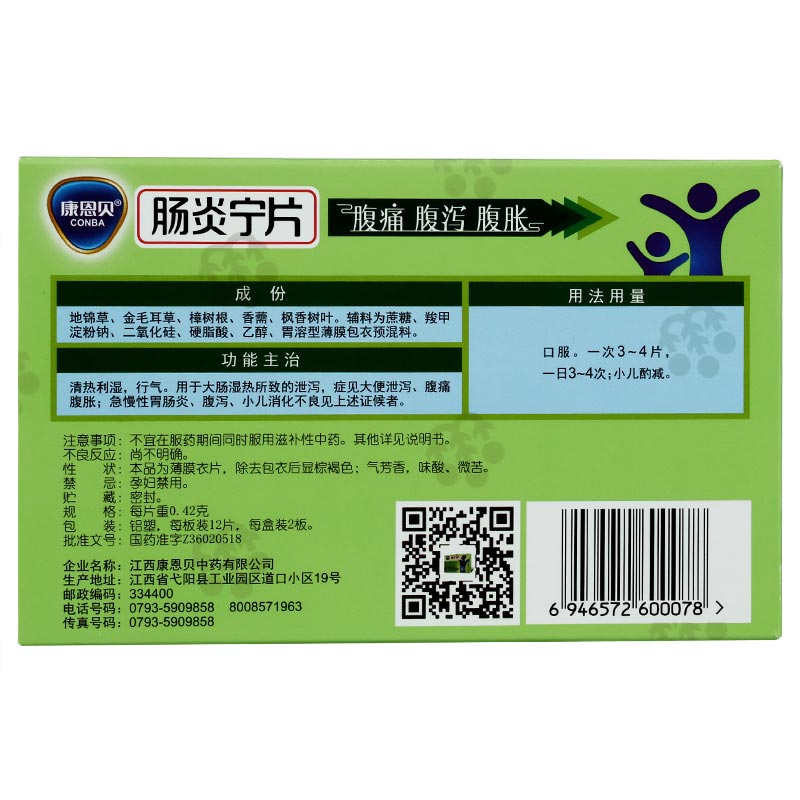 康恩贝®
CONBA
肠炎宁片
腹痛 腹泻 腹胀
成份
地锦草、金毛耳草、樟树根、香薷、枫香树叶。辅料为蔗糖、羧甲
淀粉钠、二氧化硅、硬脂酸、乙醇、胃溶型薄膜包衣预混料。
功能主治
清热利湿，行气。用于大肠湿热所致的泄泻，症见大便泄泻、腹痛
腹胀；急慢性胃肠炎、腹泻、小儿消化不良见上述证候者。
用法用量
口服。一次3~4片，
一日3~4次；小儿酌减。
注意事项：不宜在服药期间同时服用滋补性中药。其他详见说明书。
不良反应：尚不明确。
性 状：本品为薄膜衣片，除去包衣后显棕褐色；气芳香，味酸、微苦。
禁 忌：孕妇禁用。
贮 藏：密封。
规 格：每片重0.42克
包 装：铝塑，每板装12片，每盒装2板。
批准文号：国药准字Z36020518
企业名称：江西康恩贝中药有限公司
生产地址：江西省弋阳县工业园区道口小区19号
邮政编码：334400
电话号码：0793-5909858 8008571963
传真号码：0793-5909858
6 946572 600078 >